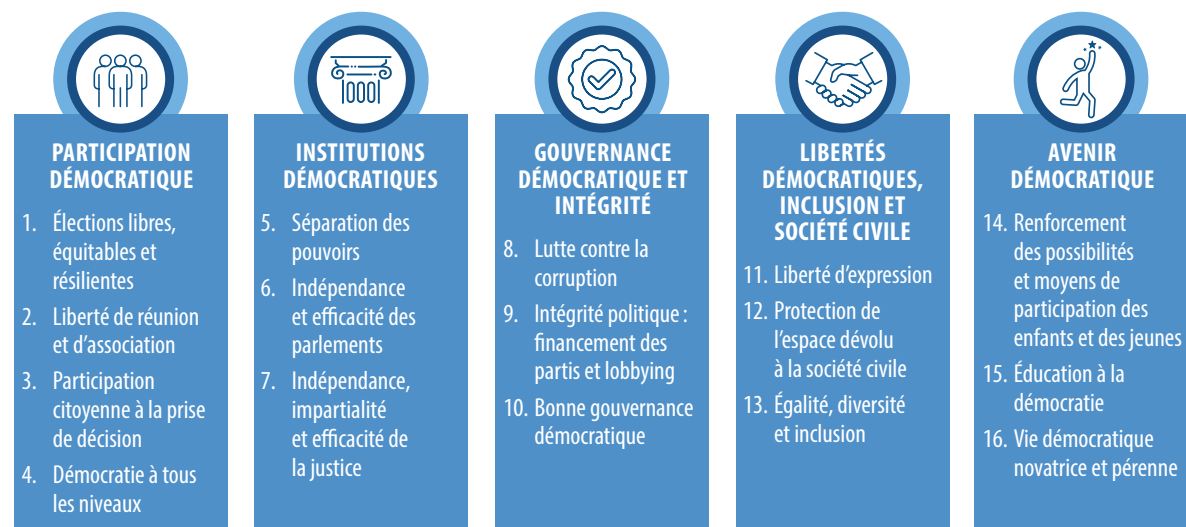 PARTICIPATION
DÉMOCRATIQUE
1. Élections libres,
équitables et
résilientes
2. Liberté de réunion
et d’association
3. Participation
citoyenne à la prise
de décision
4. Démocratie à tous
les niveaux
INSTITUTIONS
DÉMOCRATIQUES
5. Séparation des
pouvoirs
6. Indépendance
et efficacité des
parlements
7. Indépendance,
impartialité
et efficacité de
la justice
GOUVERNANCE
DÉMOCRATIQUE ET
INTÉGRITÉ
8. Lutte contre la
corruption
9. Intégrité politique :
financement des
partis et lobbying
10. Bonne gouvernance
démocratique
LIBERTÉS
DÉMOCRATIQUES,
INCLUSION ET
SOCIÉTÉ CIVILE
11. Liberté d’expression
12. Protection de
l’espace dévolu
à la société civile
13. Égalité, diversité
et inclusion
AVENIR
DÉMOCRATIQUE
14. Renforcement
des possibilités
et moyens de
participation des
enfants et des jeunes
15. Éducation à la
démocratie
16. Vie démocratique
novatrice et pérenne